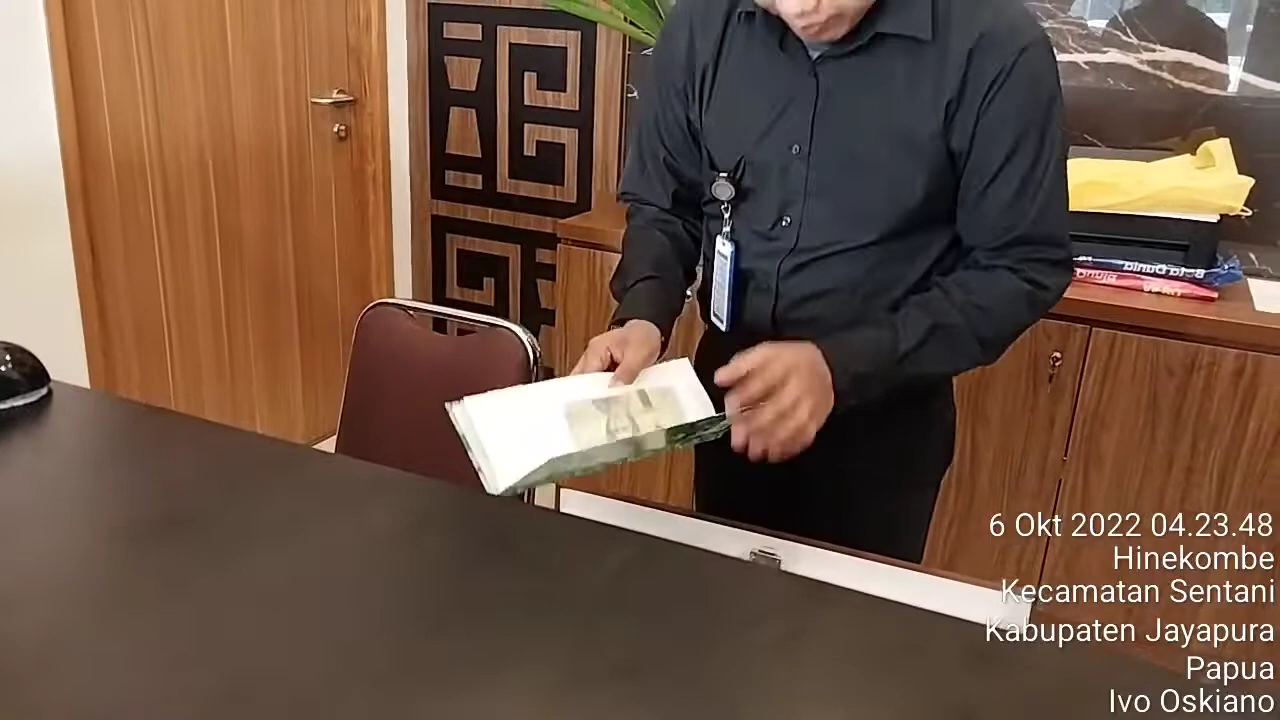 6 Okt 2022 04.23.48
Hinekombe
Kecamatan Sentani
Kabupaten Jayapura
Papua
Ivo Oskiano